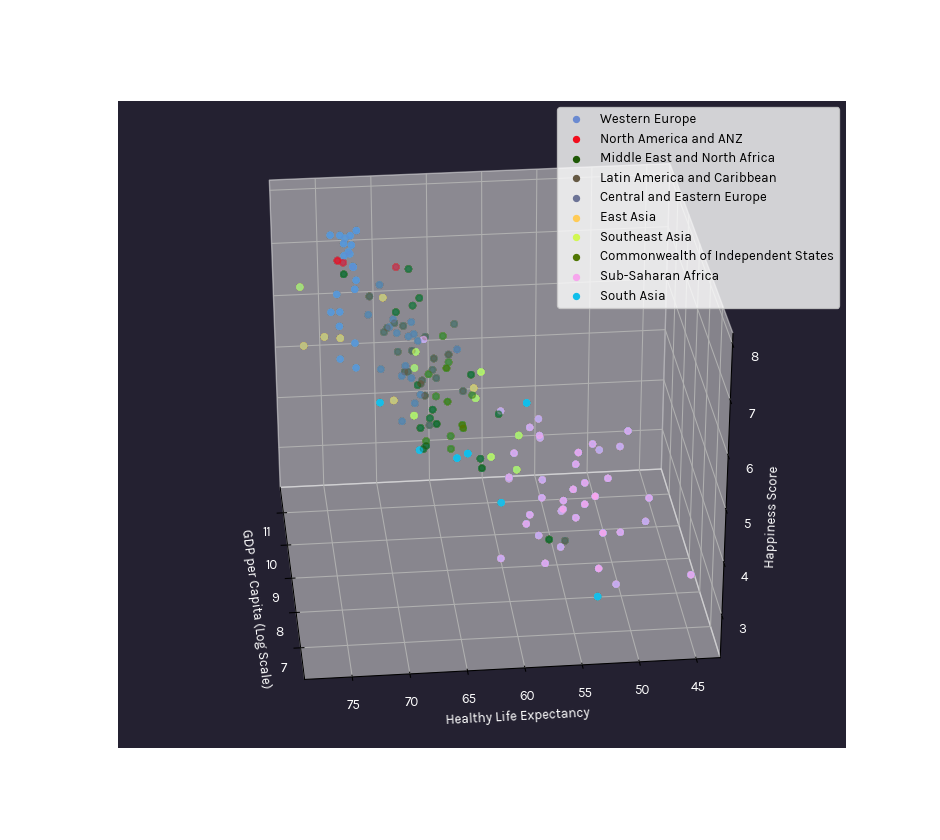 Western Europe
North America and ANZ
Middle East and North Africa
Latin America and Caribbean
Central and Eastern Europe
East Asia
Southeast Asia
Commonwealth of Independent States
Sub-Saharan Africa
South Asia
8
7
6
5
4
3
Happiness Score
11
10
9
8
7
GDP per Capita (Log Scale)
75
70
65
60
55
50
45
Healthy Life Expectancy